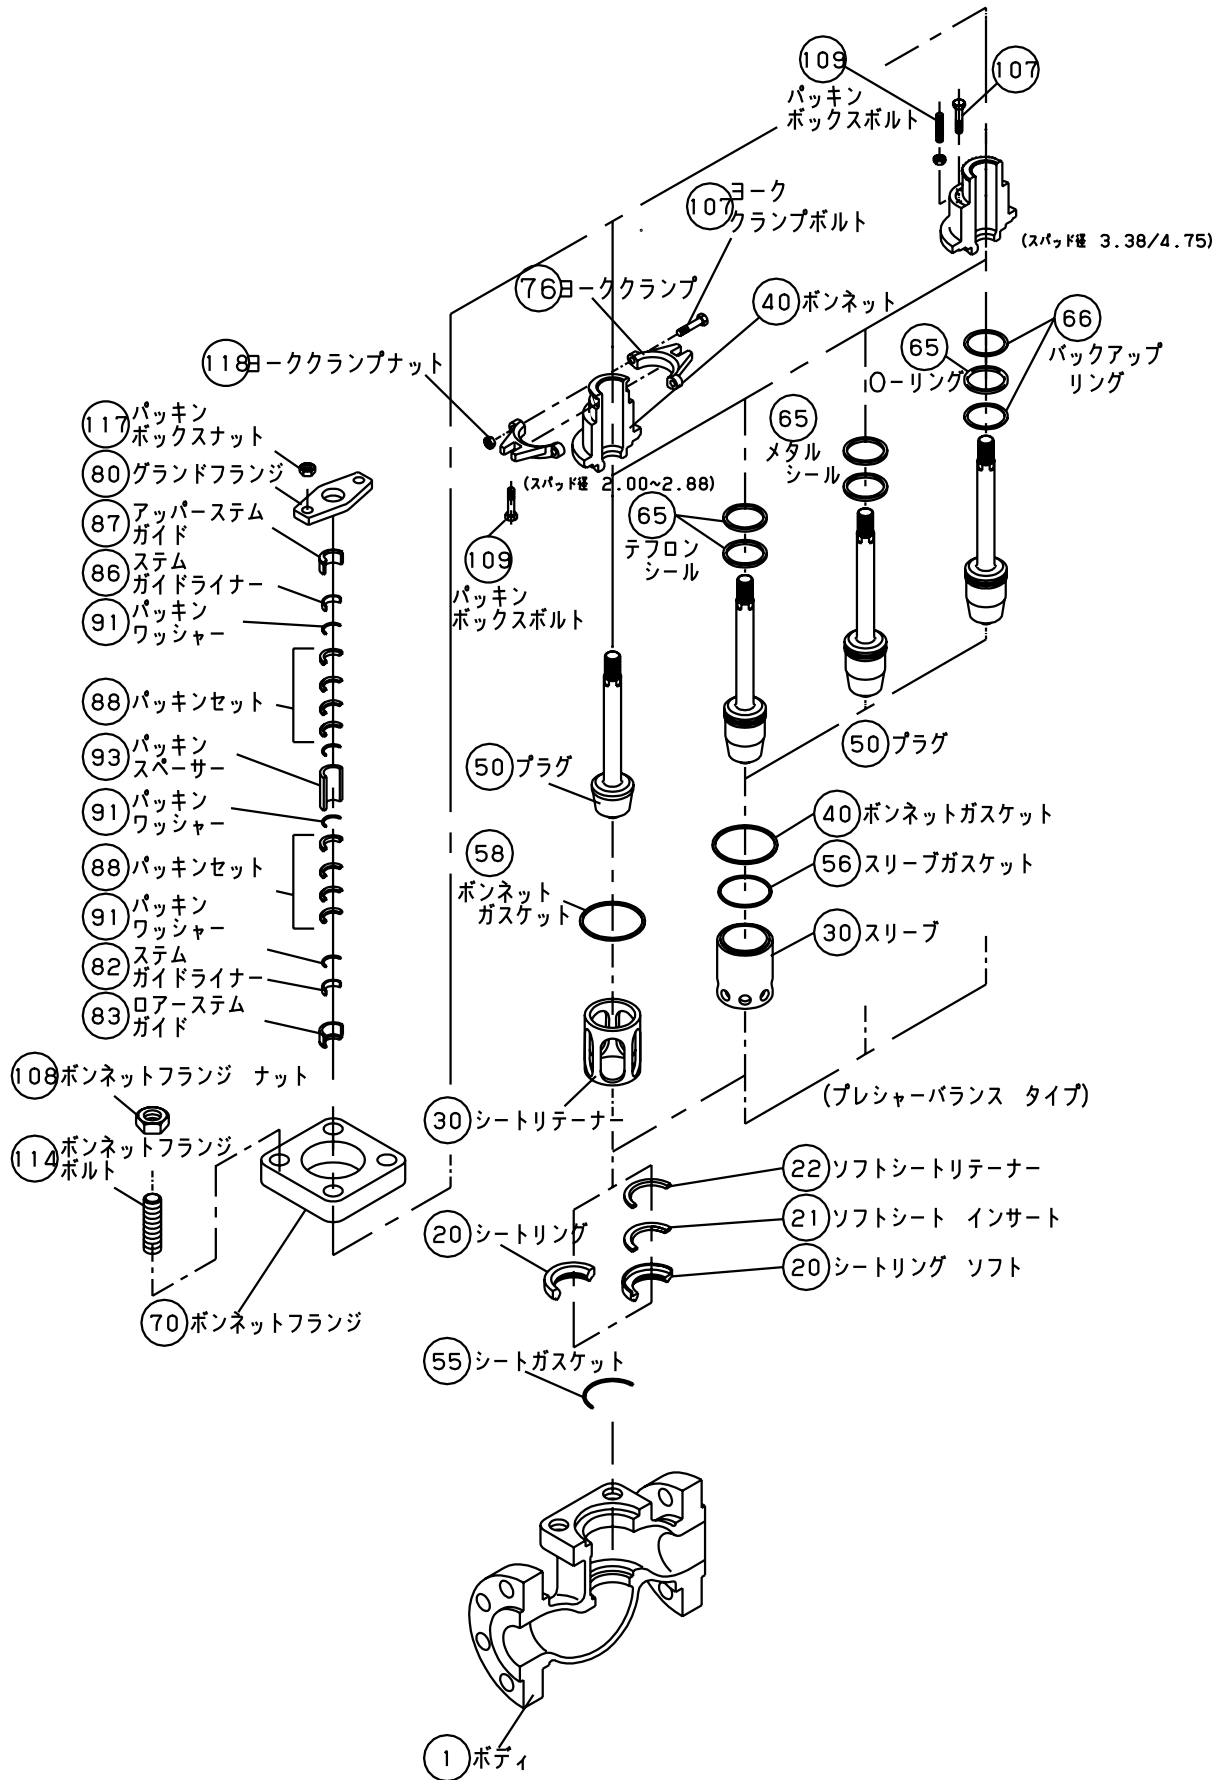 109
パッキン
ボックスボルト
107
(スパッド径 3.38/4.75)
107
ヨーク
クランプボルト
76 ヨーククランプ
40 ボンネット
118 ヨーククランプナット
(スパッド径 2.00~2.88)
109
パッキン
ボックスボルト
66
バックアップ
リング
65
O-リング
65
メタル
シール
65
テフロン
シール
117 パッキン
ボックスナット
80 グランドフランジ
87 アッパーステム
ガイド
86 ステム
ガイドライナー
91 パッキン
ワッシャー
88 パッキンセット
93 パッキン
スペーサー
91 パッキン
ワッシャー
88 パッキンセット
91 パッキン
ワッシャー
82 ステム
ガイドライナー
83 ロアーステム
ガイド
108 ボンネットフランジ ナット
114 ボンネットフランジ
ボルト
70 ボンネットフランジ
50 プラグ
50 プラグ
58
ボンネット
ガスケット
40 ボンネットガスケット
56 スリーブガスケット
30 スリーブ
30 シートリテーナー
(プレシャーバランス タイプ)
22 ソフトシートリテーナー
21 ソフトシート インサート
20 シートリング ソフト
20 シートリング
55 シートガスケット
1 ボディ